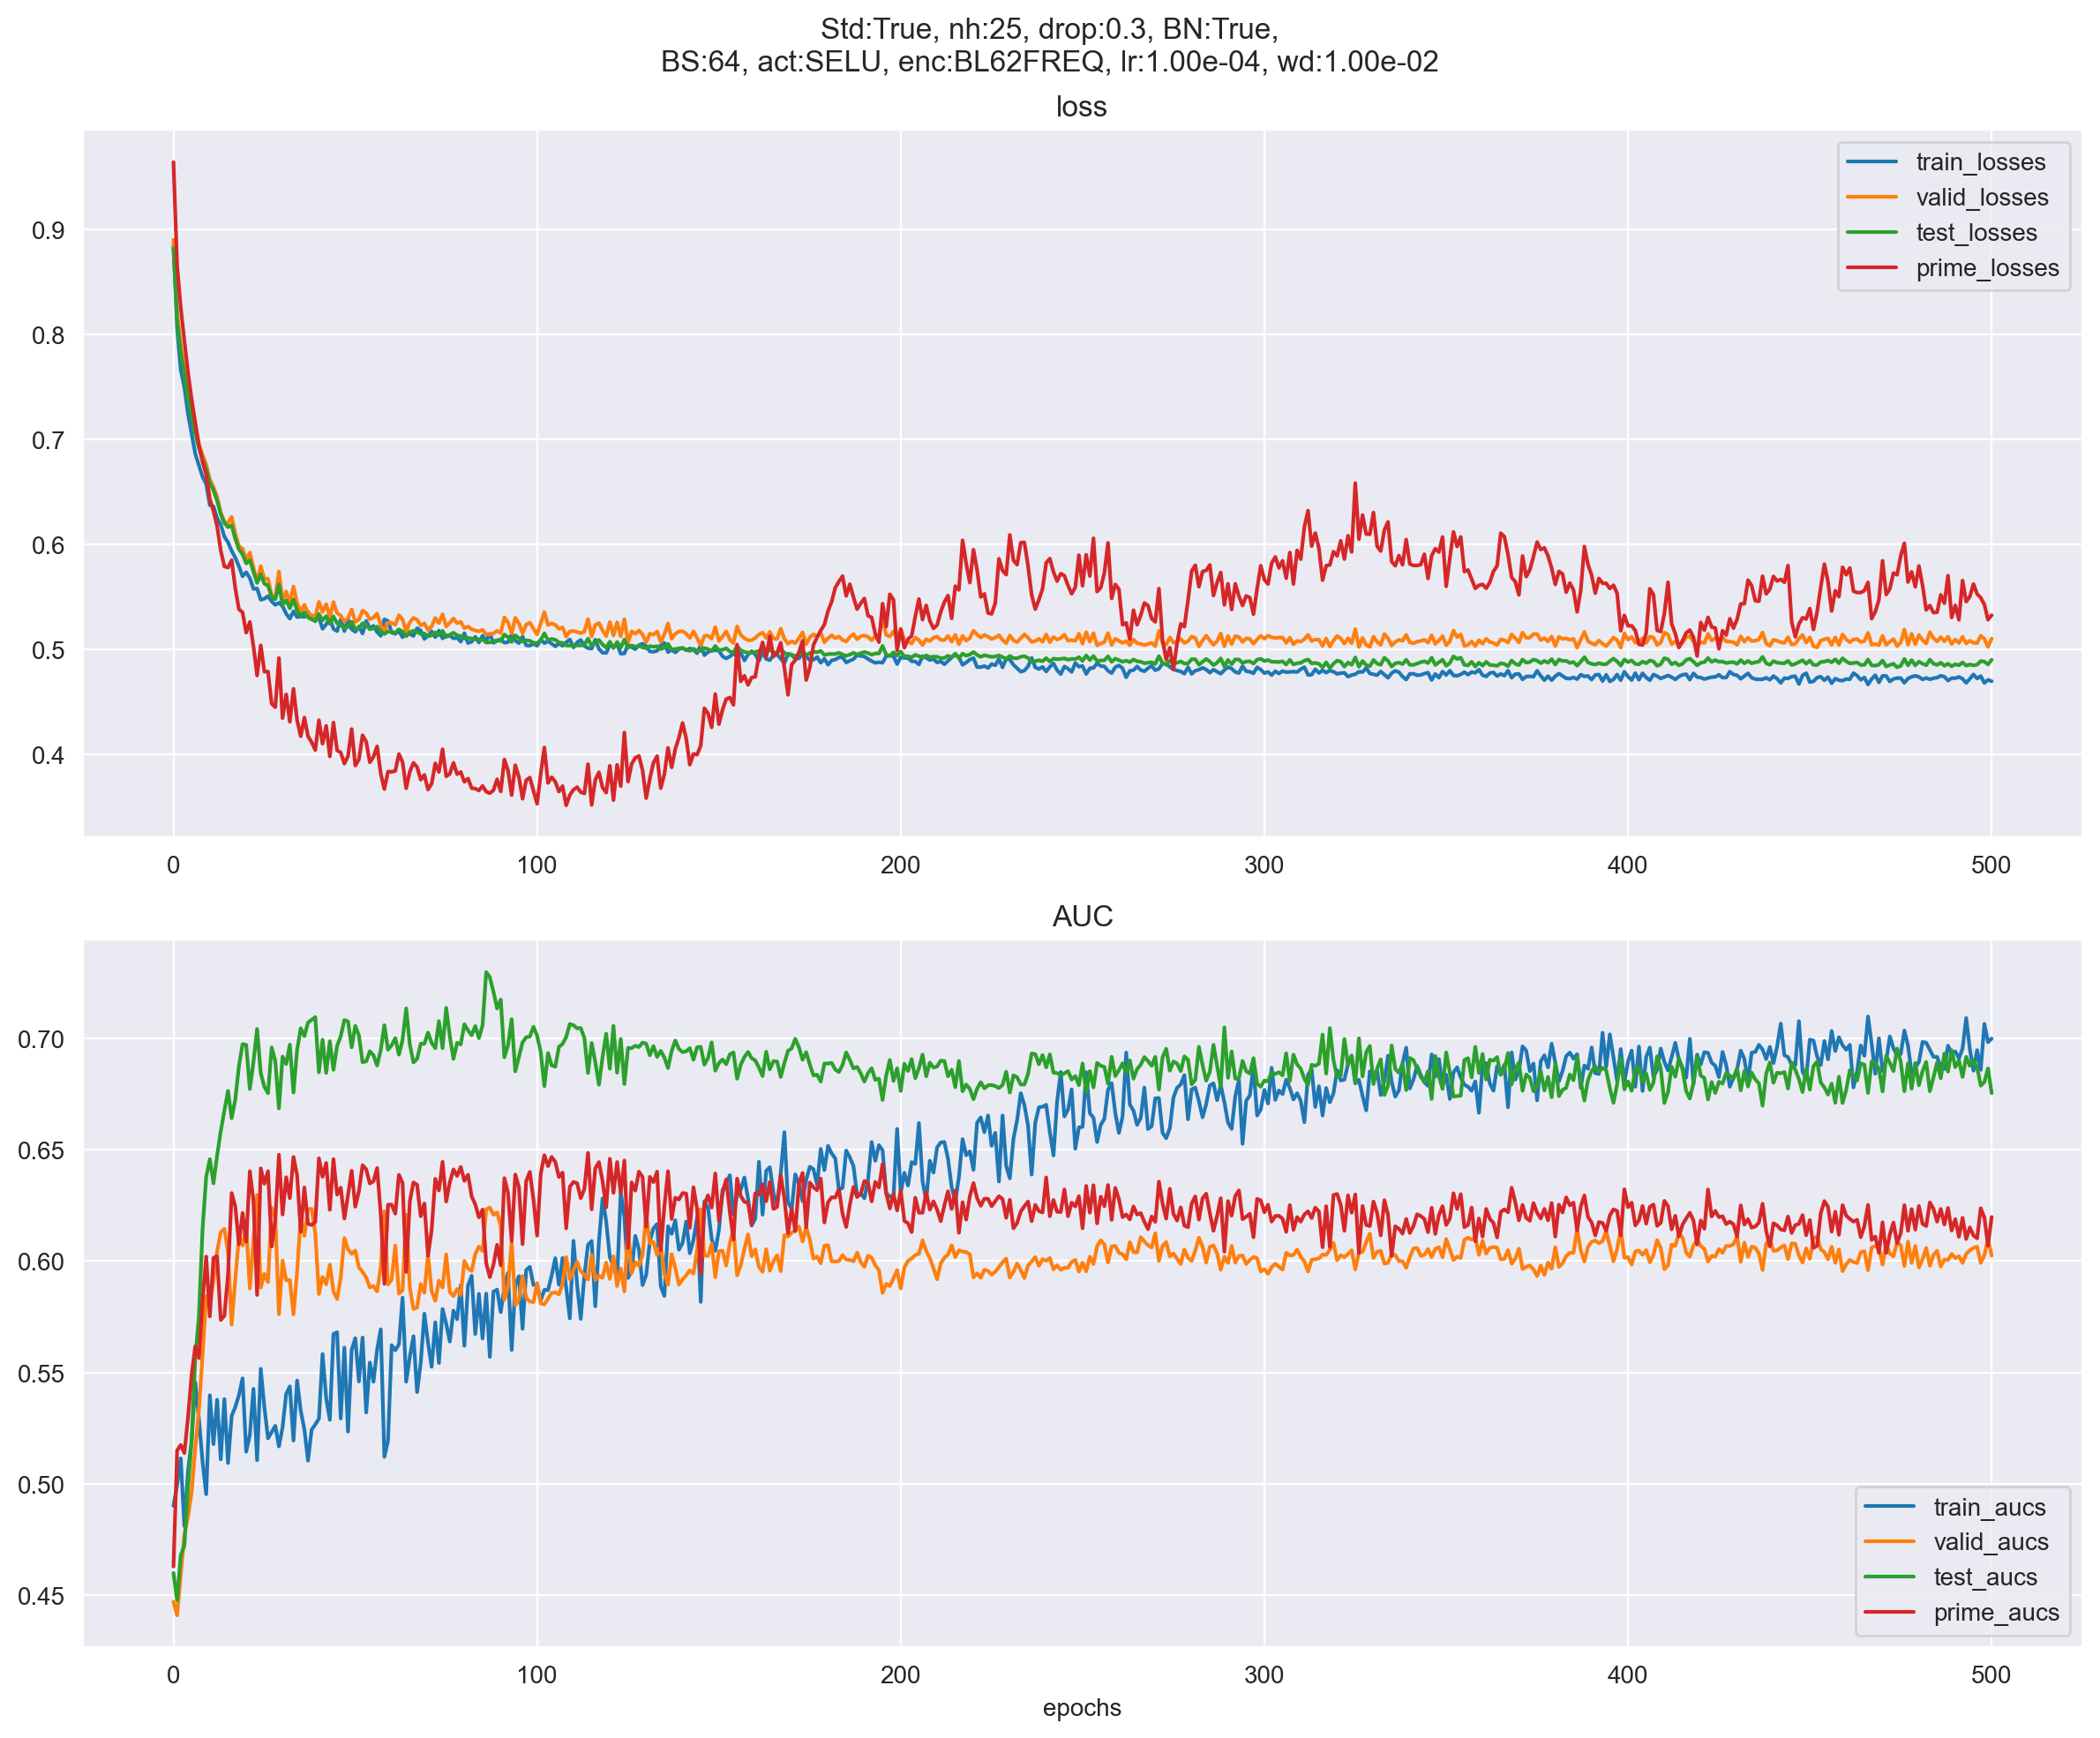 Std:True, nh:25, drop:0.3, BN:True,
BS:64, act:SELU, enc:BL62FREQ, lr:1.00e-04, wd:1.00e-02
loss
train_losses
valid_losses
test_losses
prime_losses
0.9
0.8
0.7
0.6
0.5
0.4
0 100 200 300 400 500
AUC
0.70
0.65
0.60
0.55
0.50
0.45
train_aucs
valid_aucs
test_aucs
prime_aucs
0 100 200 300 400 500
epochs